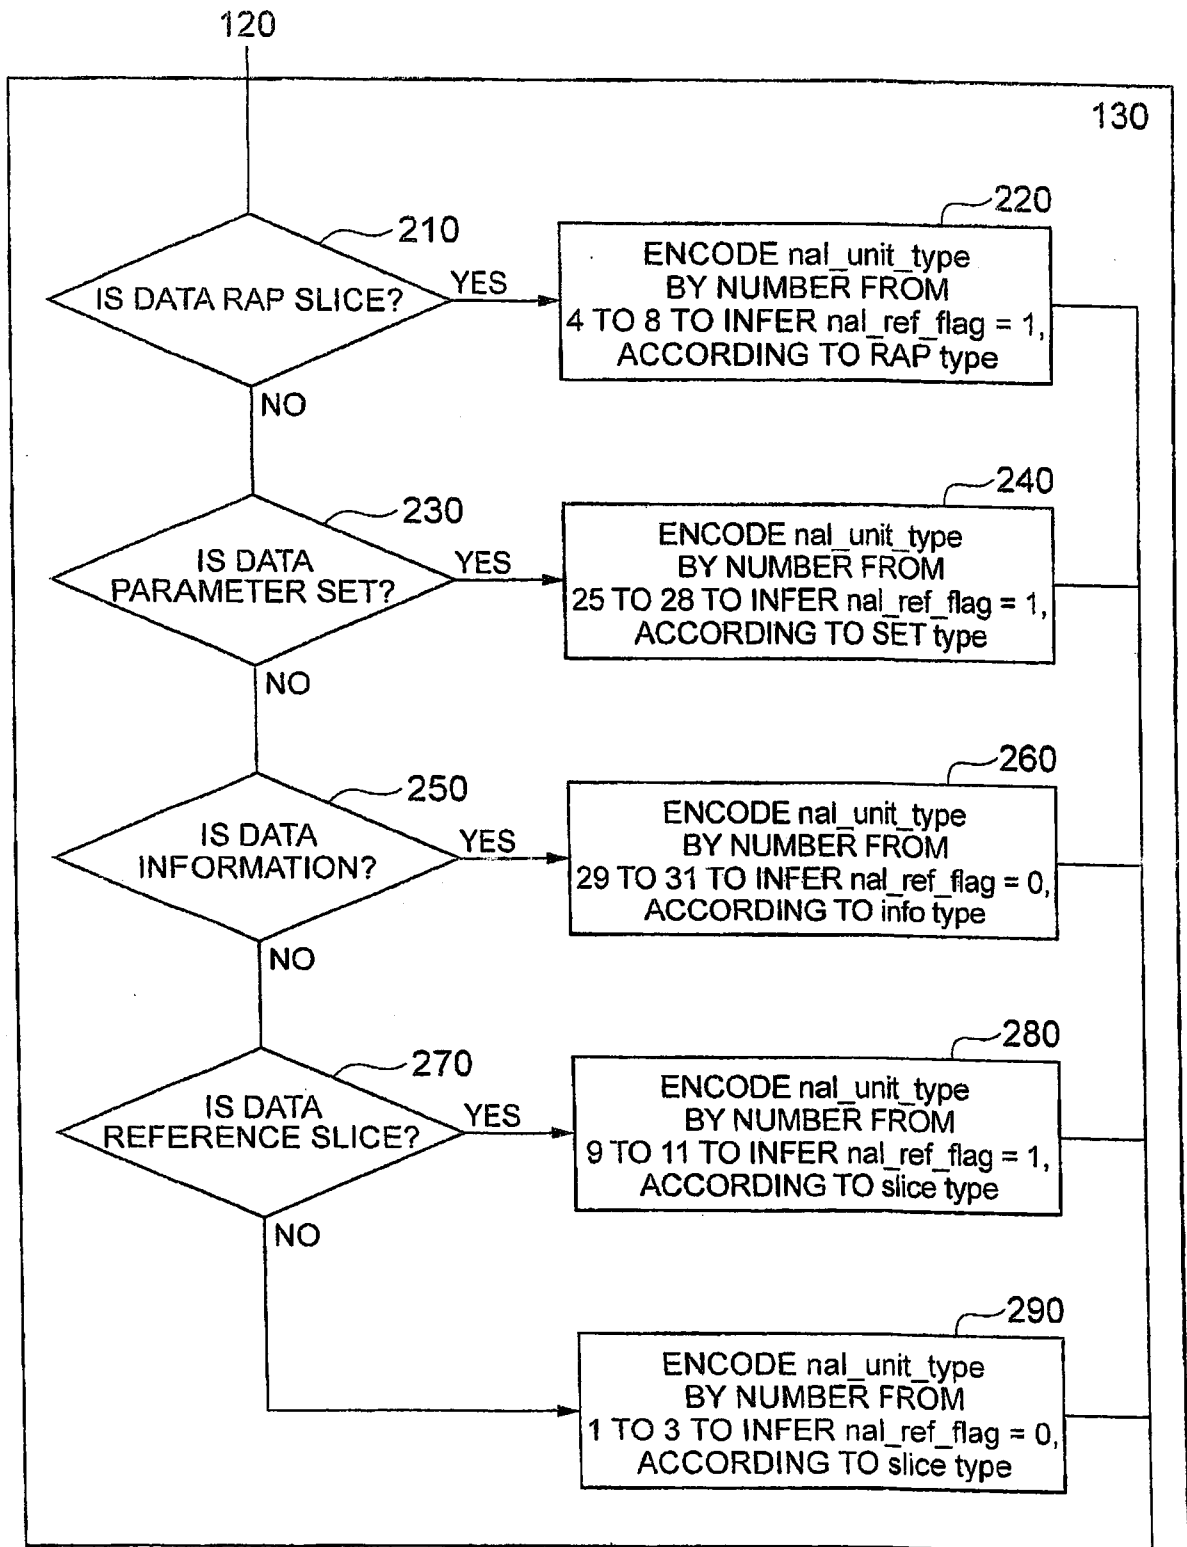 120
130
210
IS DATA RAP SLICE?
YES
NO
220
ENCODE nal_unit_type
BY NUMBER FROM
4 TO 8 TO INFER nal_ref_flag = 1,
ACCORDING TO RAP type
230
IS DATA
PARAMETER SET?
YES
NO
240
ENCODE nal_unit_type
BY NUMBER FROM
25 TO 28 TO INFER nal_ref_flag = 1,
ACCORDING TO SET type
250
IS DATA
INFORMATION?
YES
NO
260
ENCODE nal_unit_type
BY NUMBER FROM
29 TO 31 TO INFER nal_ref_flag = 0,
ACCORDING TO info type
270
IS DATA
REFERENCE SLICE?
YES
NO
280
ENCODE nal_unit_type
BY NUMBER FROM
9 TO 11 TO INFER nal_ref_flag = 1,
ACCORDING TO slice type
290
ENCODE nal_unit_type
BY NUMBER FROM
1 TO 3 TO INFER nal_ref_flag = 0,
ACCORDING TO slice type